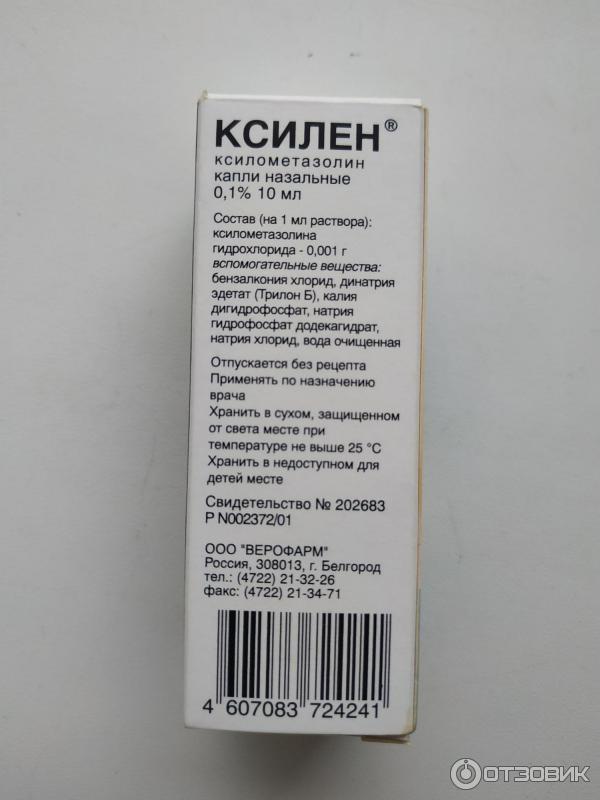 КСИЛЕН®
ксилометазолин
капли назальные
0,1% 10 мл
Состав (на 1 мл раствора):
ксилометазолина
гидрохлорида - 0,001 г
вспомогательные вещества:
бензалкония хлорид, динатрия
эдетат (Трилон Б), калия
дигидрофосфат, натрия
гидрофосфат додекагидрат,
натрия хлорид, вода очищенная
Отпускается без рецепта
Применять по назначению
врача
Хранить в сухом, защищенном
от света месте при
температуре не выше 25 °С
Хранить в недоступном для
детей месте
Свидетельство № 202683
Р N002372/01
ООО "ВЕРОФАРМ"
Россия, 308013, г. Белгород
тел.: (4722) 21-32-26
факс: (4722) 21-34-71
4 607083 724241
ОТЗОВИК